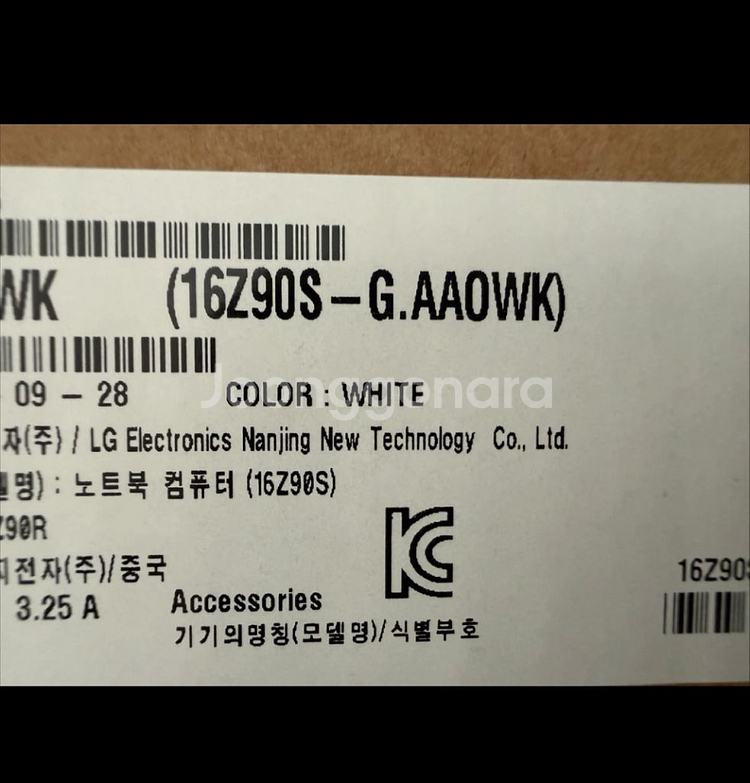 WK (16Z90S-G.AA0WK)
09 - 28 COLOR : WHITE
Joonggonara
자(주) / LG Electronics Nanjing New Technology Co., Ltd.
명) : 노트북 컴퓨터 (16Z90S)
Z90R
전자(주)/중국
3.25 A
Accessories
기기의명칭(모델명)/식별부호
KC
16Z90